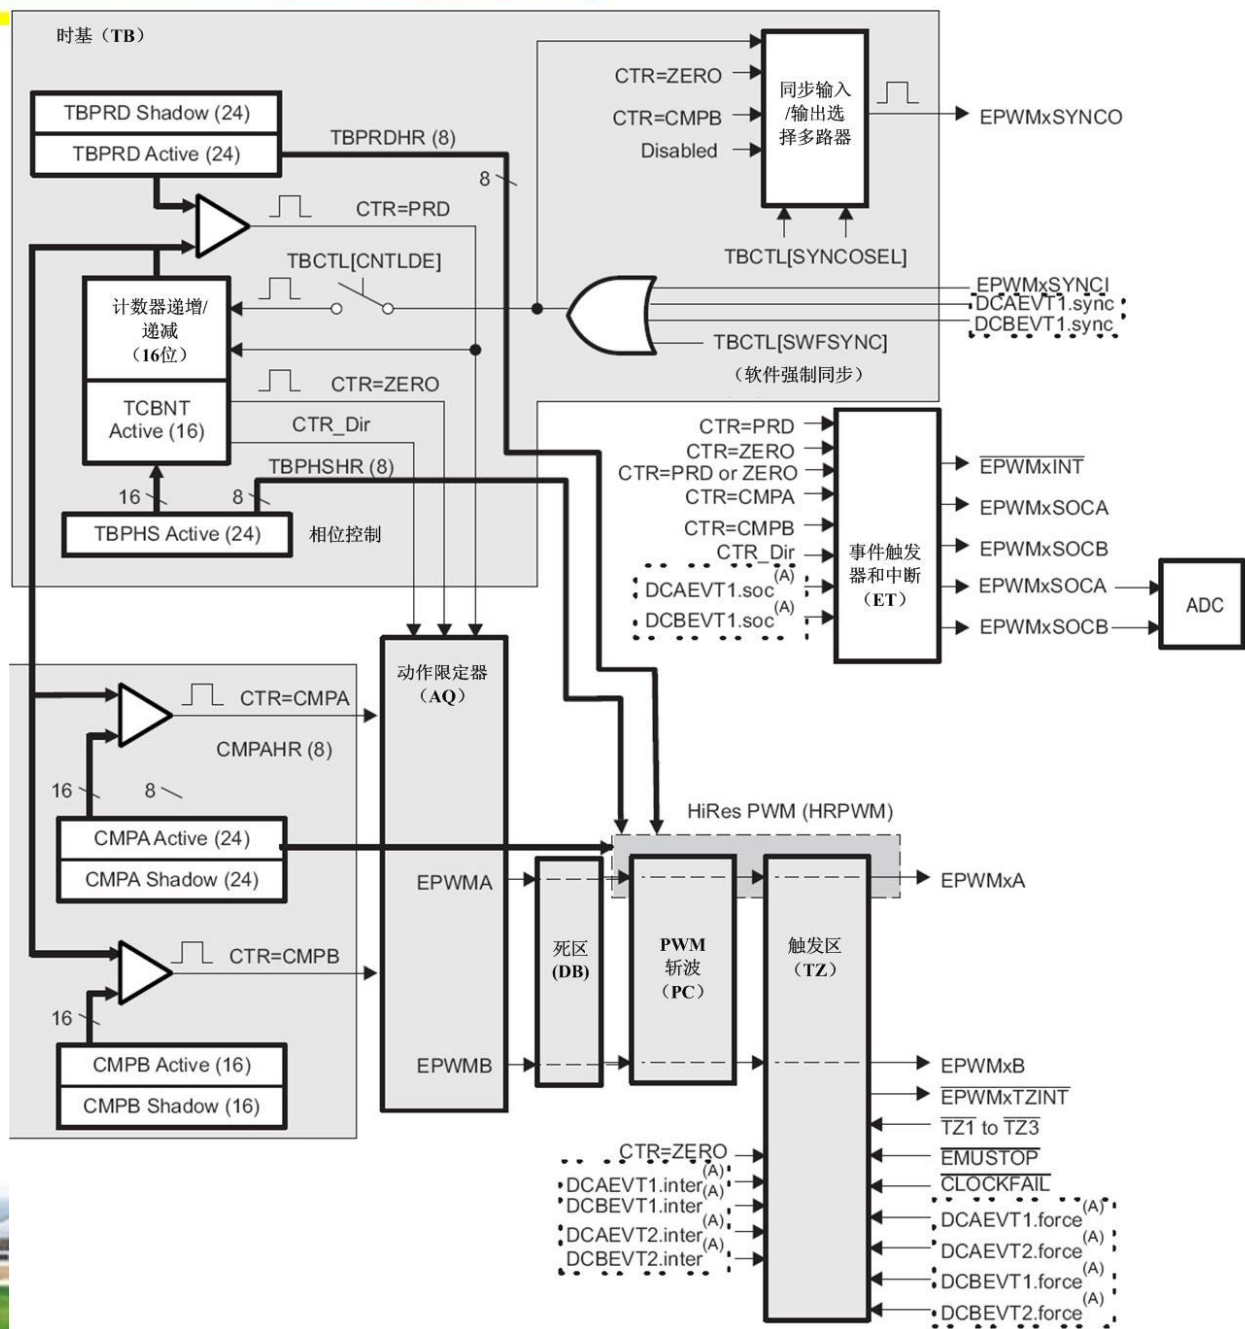 时基（TB）
CTR=ZERO
CTR=CMPB
Disabled
同步输入
/输出选
择多路器
EPWMxSYNCO
TBCTL[SYNCOSEL]
TBPRD Shadow (24)
TBPRD Active (24)
TBPRDHR (8)
8
CTR=PRD
TBCTL[CNTLDE]
EPWMxSYNCI
DCAEVT1.sync
DCBEVT1.sync
TBCTL[SWFSYNC]
（软件强制同步）
计数器递增/
递减
（16位）
TCBNT
Active (16)
CTR=ZERO
CTR_Dir
TBPHSHR (8)
16
8
TBPHS Active (24)
相位控制
CTR=PRD
CTR=ZERO
CTR=PRD or ZERO
CTR=CMPA
CTR=CMPB
CTR_Dir
DCAEVT1.soc(A)
DCBEVT1.soc(A)
事件触发
器和中断
（ET）
EPWMxINT
EPWMxSOCA
EPWMxSOCB
EPWMxSOCA
EPWMxSOCB
ADC
动作限定器
（AQ）
CTR=CMPA
CMPAHR (8)
16
8
CMPA Active (24)
CMPA Shadow (24)
CTR=CMPB
16
CMPB Active (16)
CMPB Shadow (16)
EPWMA
EPWMB
HiRes PWM (HRPWM)
死区
(DB)
PWM
斩波
（PC）
触发区
（TZ）
EPWMxA
EPWMxB
EPWMxTZINT
TZ1 to TZ3
EMUSTOP
CLOCKFAIL
DCAEVT1.force(A)
DCAEVT2.force(A)
DCBEVT1.force(A)
DCBEVT2.force(A)
CTR=ZERO
DCAEVT1.inter(A)
DCBEVT1.inter(A)
DCAEVT2.inter(A)
DCBEVT2.inter(A)